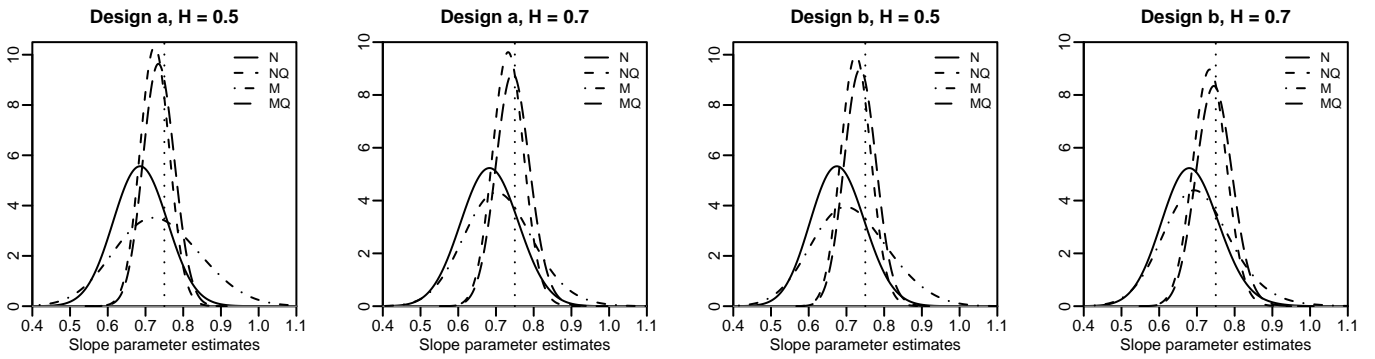 Design a, H = 0.5
10
8
6
4
2
0
N
NQ
M
MQ
0.4 0.5 0.6 0.7 0.8 0.9 1.0 1.1
Slope parameter estimates
Design a, H = 0.7
10
8
6
4
2
0
N
NQ
M
MQ
0.4 0.5 0.6 0.7 0.8 0.9 1.0 1.1
Slope parameter estimates
Design b, H = 0.5
10
8
6
4
2
0
N
NQ
M
MQ
0.4 0.5 0.6 0.7 0.8 0.9 1.0 1.1
Slope parameter estimates
Design b, H = 0.7
10
8
6
4
2
0
N
NQ
M
MQ
0.4 0.5 0.6 0.7 0.8 0.9 1.0 1.1
Slope parameter estimates